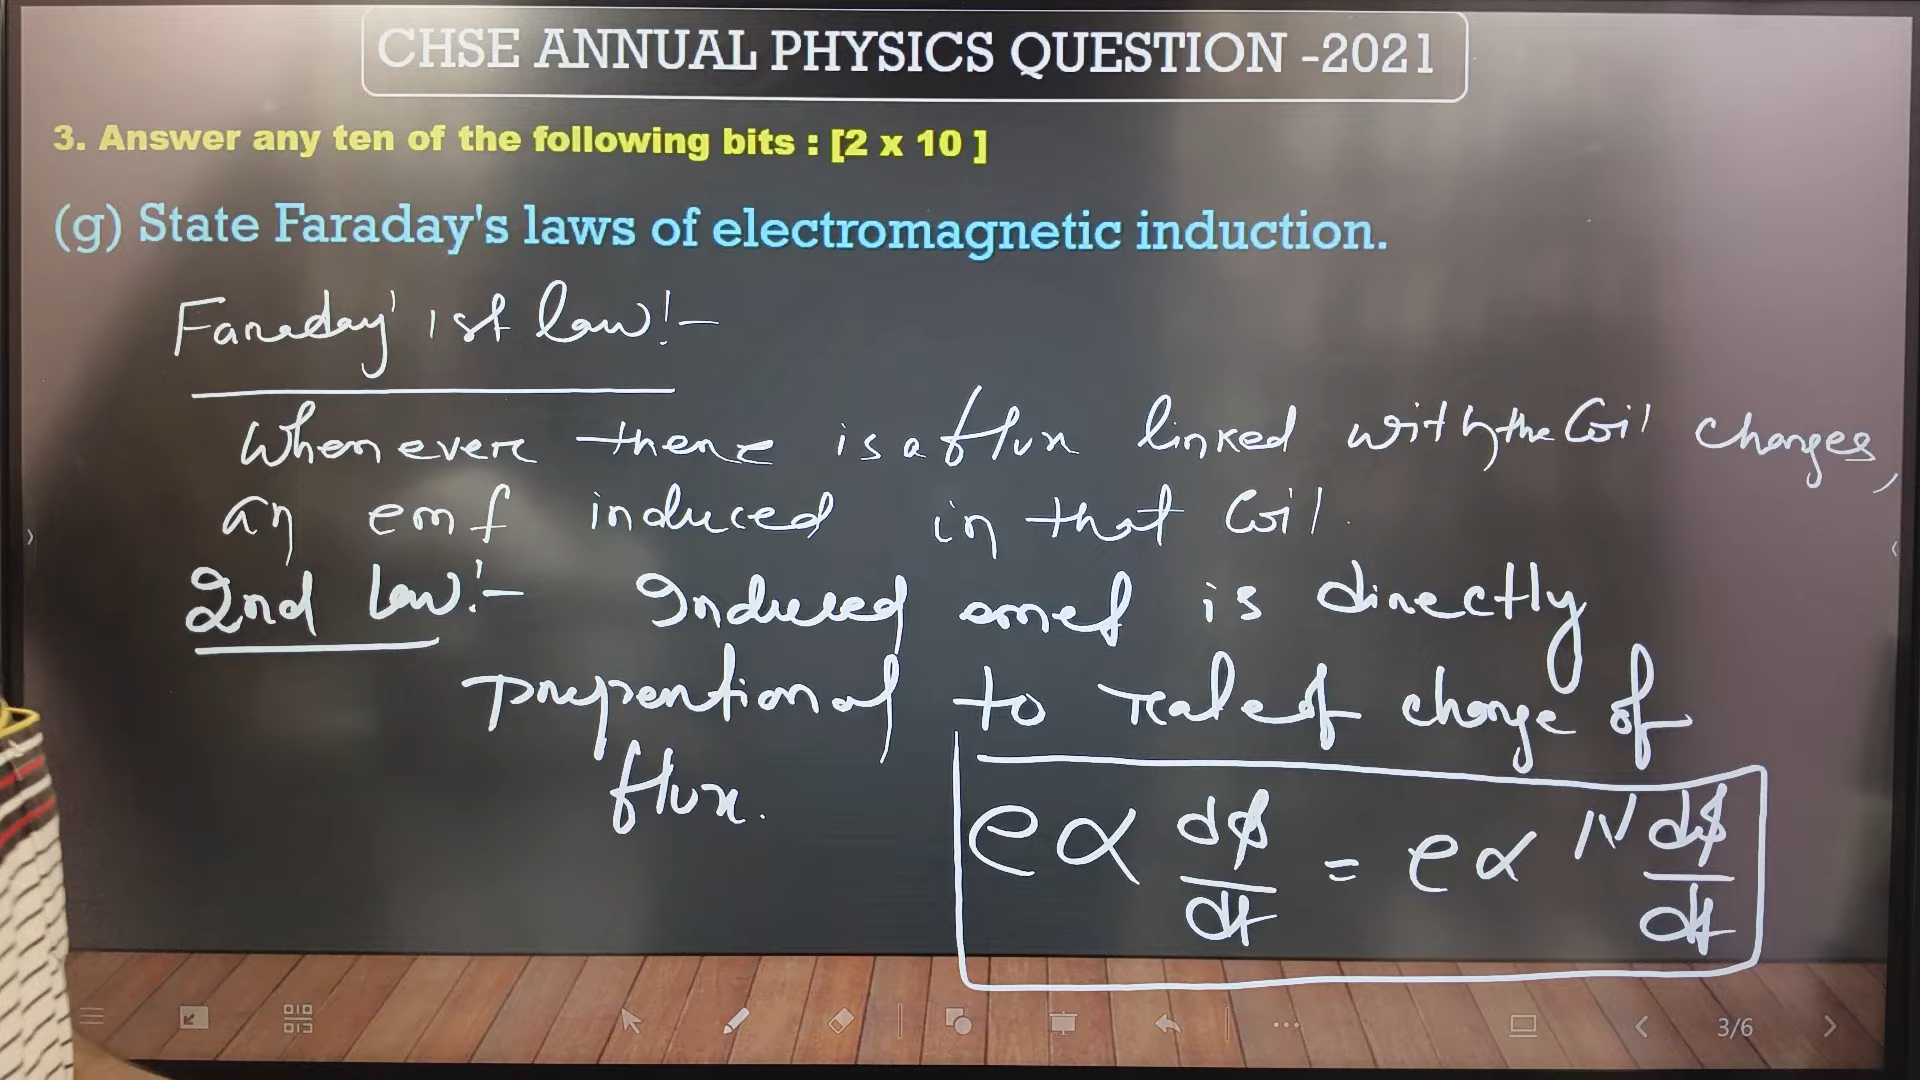 CHSE ANNUAL PHYSICS QUESTION -2021
3. Answer any ten of the following bits : [2 x 10 ]
(g) State Faraday's laws of electromagnetic induction.
Faraday' 1st law!-
Whenever there is a flux linked with the Coil changes,
an emf induced in that Coil.
2nd Law!- Induced emf is directly
proportional to rate of change of
flux.
e ∝ dφ/dt = e ∝ N dφ/dt
3/6